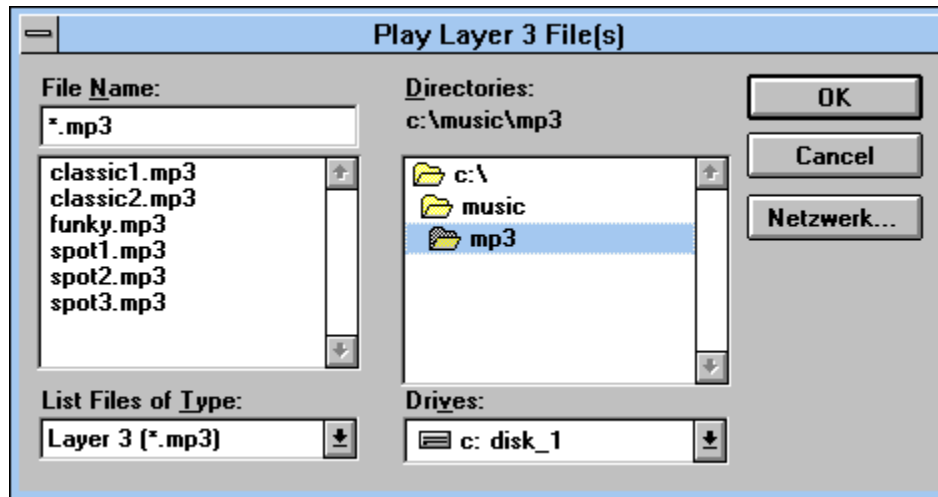 Play Layer 3 File(s)
File Name:
*.mp3
classic1.mp3
classic2.mp3
funky.mp3
spot1.mp3
spot2.mp3
spot3.mp3
List Files of Type:
Layer 3 (*.mp3)
Directories:
c:\music\mp3
c:\
music
mp3
Drives:
c: disk_1
OK
Cancel
Netzwerk...